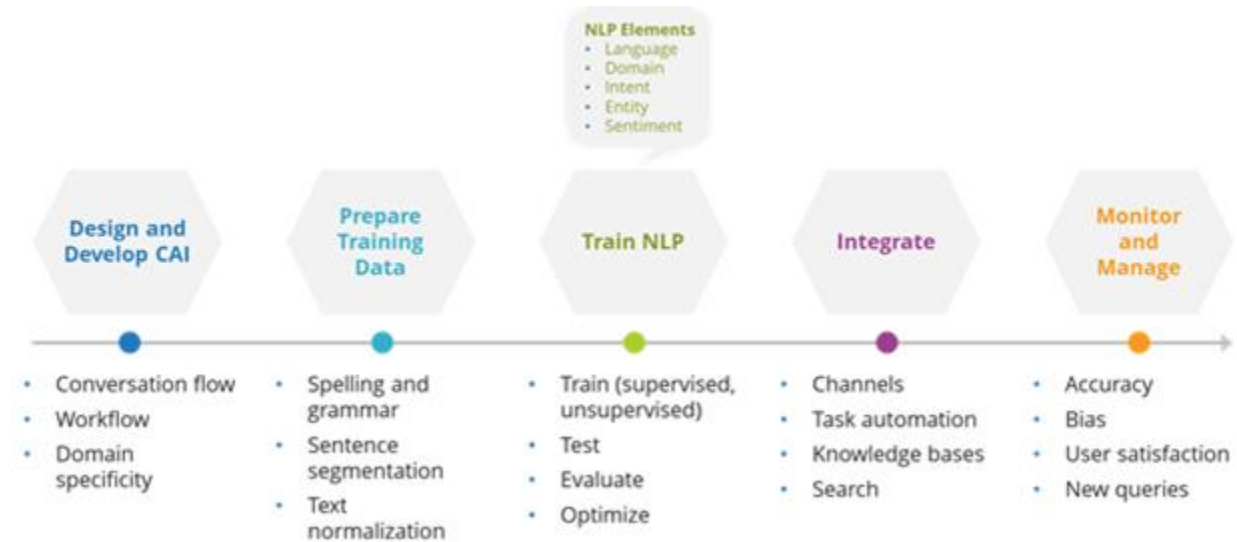 NLP Elements
• Language
• Domain
• Intent
• Entity
• Sentiment
Design and
Develop CAI
Prepare
Training
Data
Train NLP
Integrate
Monitor
and
Manage
• Conversation flow
• Workflow
• Domain
specificity
• Spelling and
grammar
• Sentence
segmentation
• Text
normalization
• Train (supervised,
unsupervised)
• Test
• Evaluate
• Optimize
• Channels
• Task automation
• Knowledge bases
• Search
• Accuracy
• Bias
• User satisfaction
• New queries